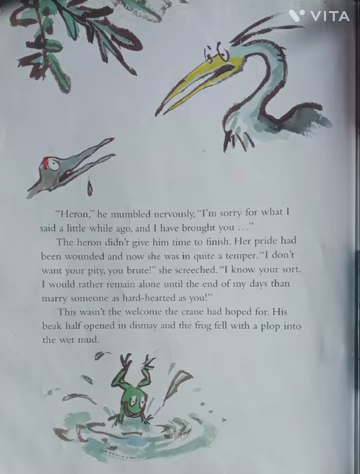 VITA
"Heron," he mumbled nervously, "I'm sorry for what I
said a little while ago, and I have brought you ..."
The heron didn't give him time to finish. Her pride had
been wounded and now she was in quite a temper. "I don't
want your pity, you brute!" she screeched. "I know your sort.
I would rather remain alone until the end of my days than
marry someone as hard-hearted as you!"
This wasn't the welcome the crane had hoped for. His
beak half opened in dismay and the frog fell with a plop into
the wet mud.